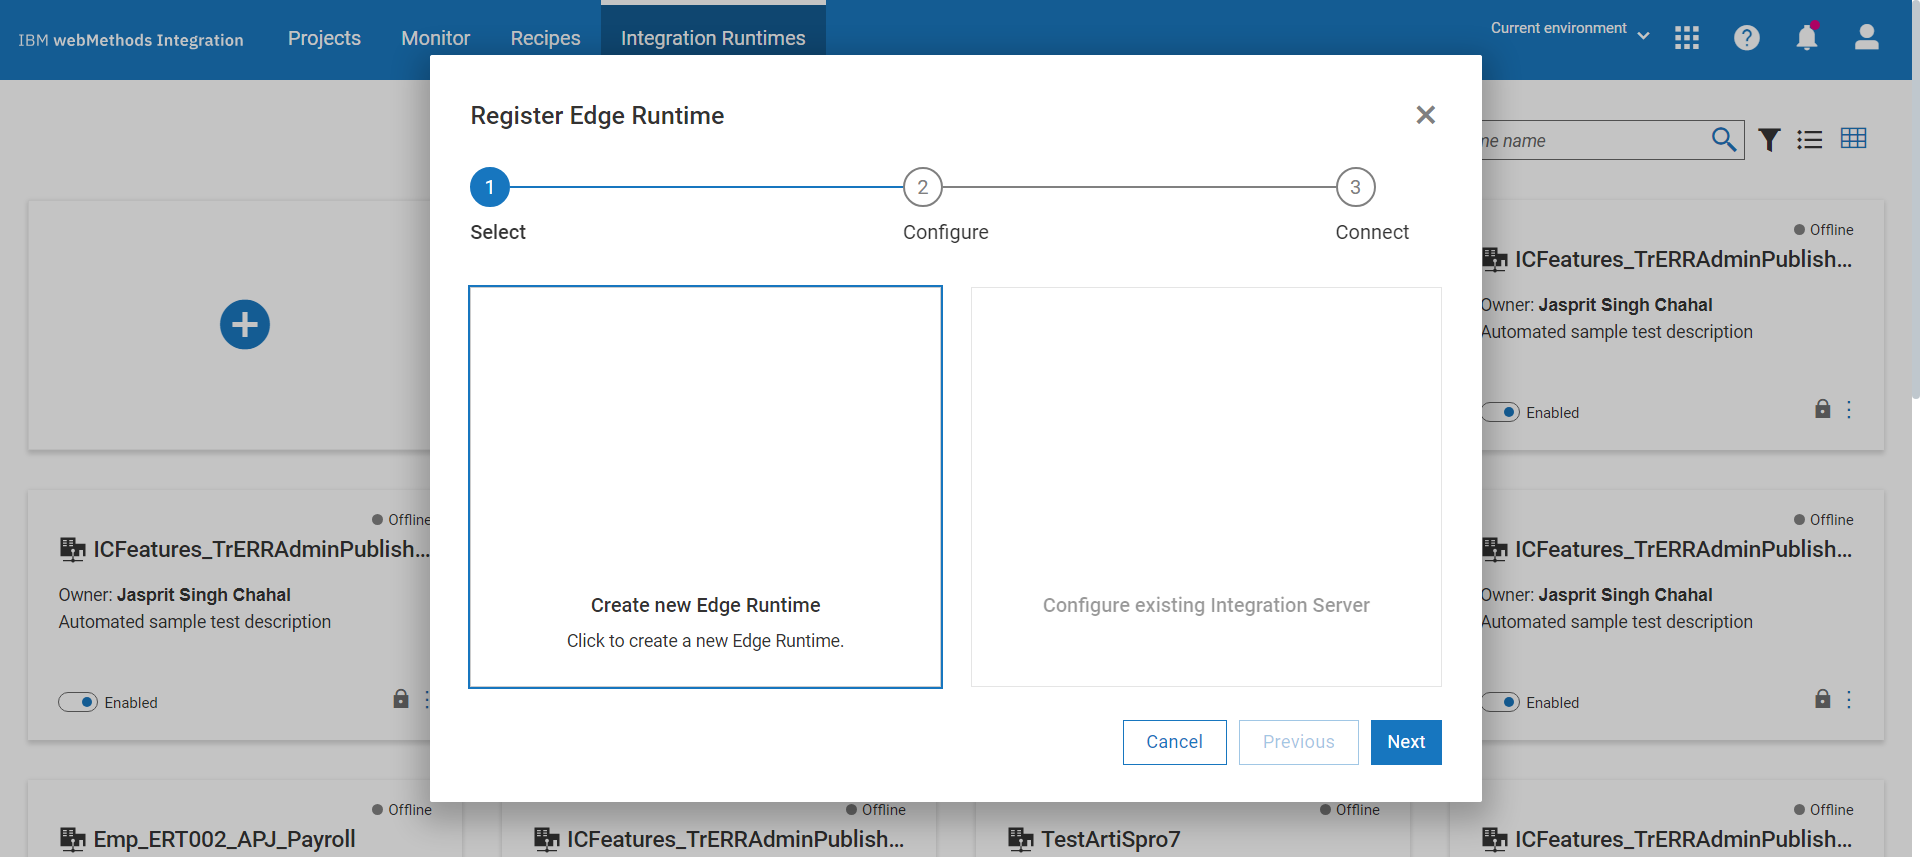 IBM webMethods Integration
Projects
Monitor
Recipes
Integration Runtimes
Current environment
Register Edge Runtime
1
2
3
Select
Configure
Connect
Create new Edge Runtime
Click to create a new Edge Runtime.
Configure existing Integration Server
Cancel
Previous
Next
name
Offline
ICFeatures_TrERRAdminPublish...
Owner: Jasprit Singh Chahal
Automated sample test description
Enabled
Offline
ICFeatures_TrERRAdminPublish...
Owner: Jasprit Singh Chahal
Automated sample test description
Enabled
Offline
ICFeatures_TrERRAdminPublish...
Owner: Jasprit Singh Chahal
Automated sample test description
Enabled
Offline
Emp_ERT002_APJ_Payroll
Offline
ICFeatures_TrERRAdminPublish...
Offline
TestArtiSpro7
Offline
ICFeatures_TrERRAdminPublish...